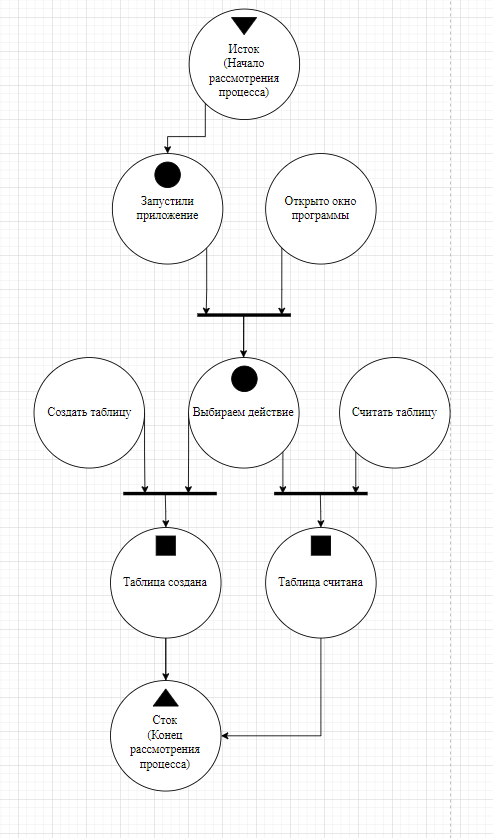 Исток
(Начало
рассмотрения
процесса)
Запустили
приложение
Открыто окно
программы
Создать таблицу
Выбираем действие
Считать таблицу
Таблица создана
Таблица считана
Сток
(Конец
рассмотрения
процесса)